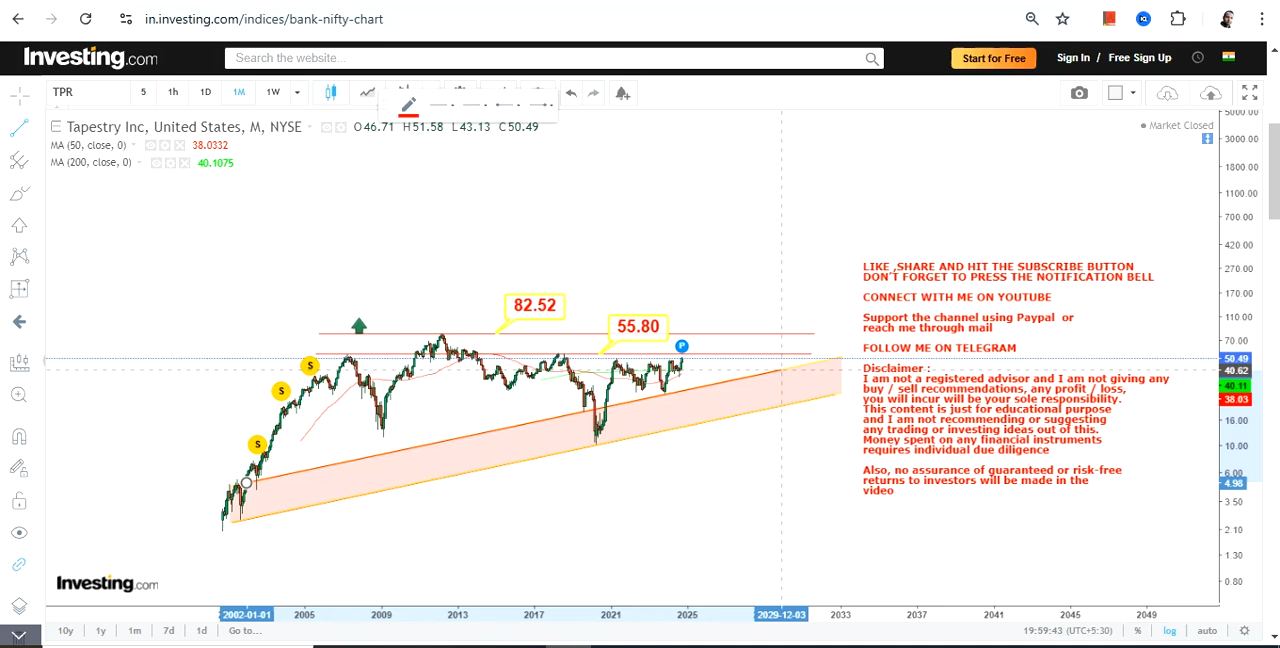 in.investing.com/indices/bank-nifty-chart
Investing.com
Search the website...
Start for Free
Sign In / Free Sign Up
TPR
5
1h
1D
1M
1W
Tapestry Inc, United States, M, NYSE
O46.71 H51.58 L43.13 C50.49
Market Closed
MA (50, close, 0)
38.0332
MA (200, close, 0)
40.1075
5000.00
3000.00
1800.00
1100.00
700.00
420.00
270.00
170.00
110.00
70.00
50.49
40.62
40.11
38.03
16.00
10.00
6.00
4.98
3.50
2.10
1.30
0.80
82.52
55.80
P
S
S
S
LIKE ,SHARE AND HIT THE SUBSCRIBE BUTTON
DON'T FORGET TO PRESS THE NOTIFICATION BELL
CONNECT WITH ME ON YOUTUBE
Support the channel using Paypal or
reach me through mail
FOLLOW ME ON TELEGRAM
Disclaimer :
I am not a registered advisor and I am not giving any
buy / sell recommendations, any profit / loss,
you will incur will be your sole responsibility.
This content is just for educational purpose
and I am not recommending or suggesting
any trading or investing ideas out of this.
Money spent on any financial instruments
requires individual due diligence
Also, no assurance of guaranteed or risk-free
returns to investors will be made in the
video
Investing.com
2002-01-01
2005
2009
2013
2017
2021
2025
2029-12-03
2033
2037
2041
2045
2049
10y
1y
1m
7d
1d
Go to...
19:59:43 (UTC+5:30)
%
log
auto